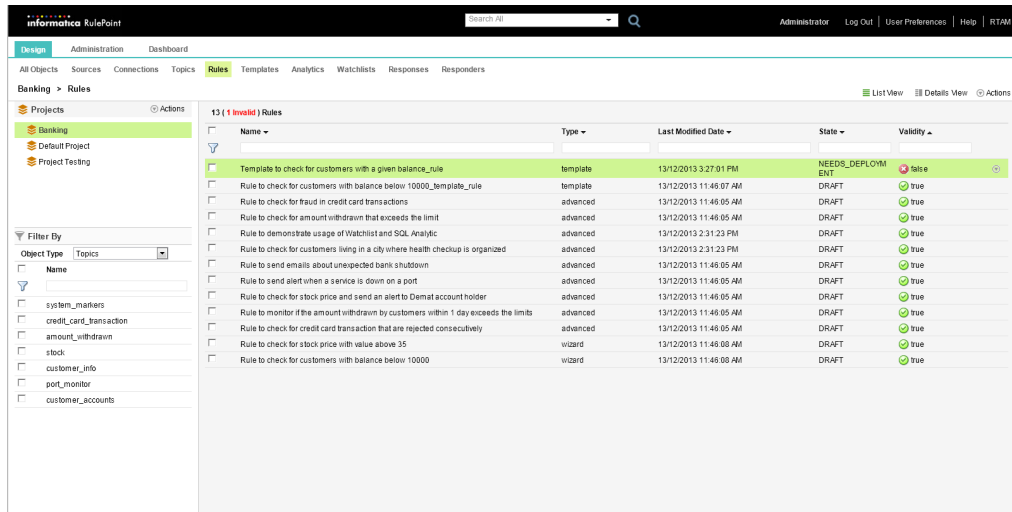 informatica RulePoint
Search All
Administrator Log Out | User Preferences | Help | RTAM
Design Administration Dashboard
All Objects Sources Connections Topics Rules Templates Analytics Watchlists Responses Responders
Banking > Rules
List View Details View Actions
Projects Actions
Banking
Default Project
Project Testing
Filter By
Object Type Topics
Name
system_markers
credit_card_transaction
amount_withdrawn
stock
customer_info
port_monitor
customer_accounts
13 ( 1 Invalid ) Rules
Name Type Last Modified Date State Validity
Template to check for customers with a given balance_rule template 13/12/2013 3:27:01 PM NEEDS_DEPLOYM
ENT false
Rule to check for customers with balance below 10000_template_rule template 13/12/2013 11:46:07 AM DRAFT true
Rule to check for fraud in credit card transactions advanced 13/12/2013 11:46:05 AM DRAFT true
Rule to check for amount withdrawn that exceeds the limit advanced 13/12/2013 11:46:05 AM DRAFT true
Rule to demonstrate usage of Watchlist and SQL Analytic advanced 13/12/2013 2:31:23 PM DRAFT true
Rule to check for customers living in a city where health checkup is organized advanced 13/12/2013 2:31:23 PM DRAFT true
Rule to send emails about unexpected bank shutdown advanced 13/12/2013 11:46:05 AM DRAFT true
Rule to send alert when a service is down on a port advanced 13/12/2013 11:46:05 AM DRAFT true
Rule to check for stock price and send an alert to Demat account holder advanced 13/12/2013 11:46:05 AM DRAFT true
Rule to monitor if the amount withdrawn by customers within 1 day exceeds the limits advanced 13/12/2013 11:46:05 AM DRAFT true
Rule to check for credit card transaction that are rejected consecutively advanced 13/12/2013 11:46:05 AM DRAFT true
Rule to check for stock price with value above 35 wizard 13/12/2013 11:46:08 AM DRAFT true
Rule to check for customers with balance below 10000 wizard 13/12/2013 11:46:08 AM DRAFT true